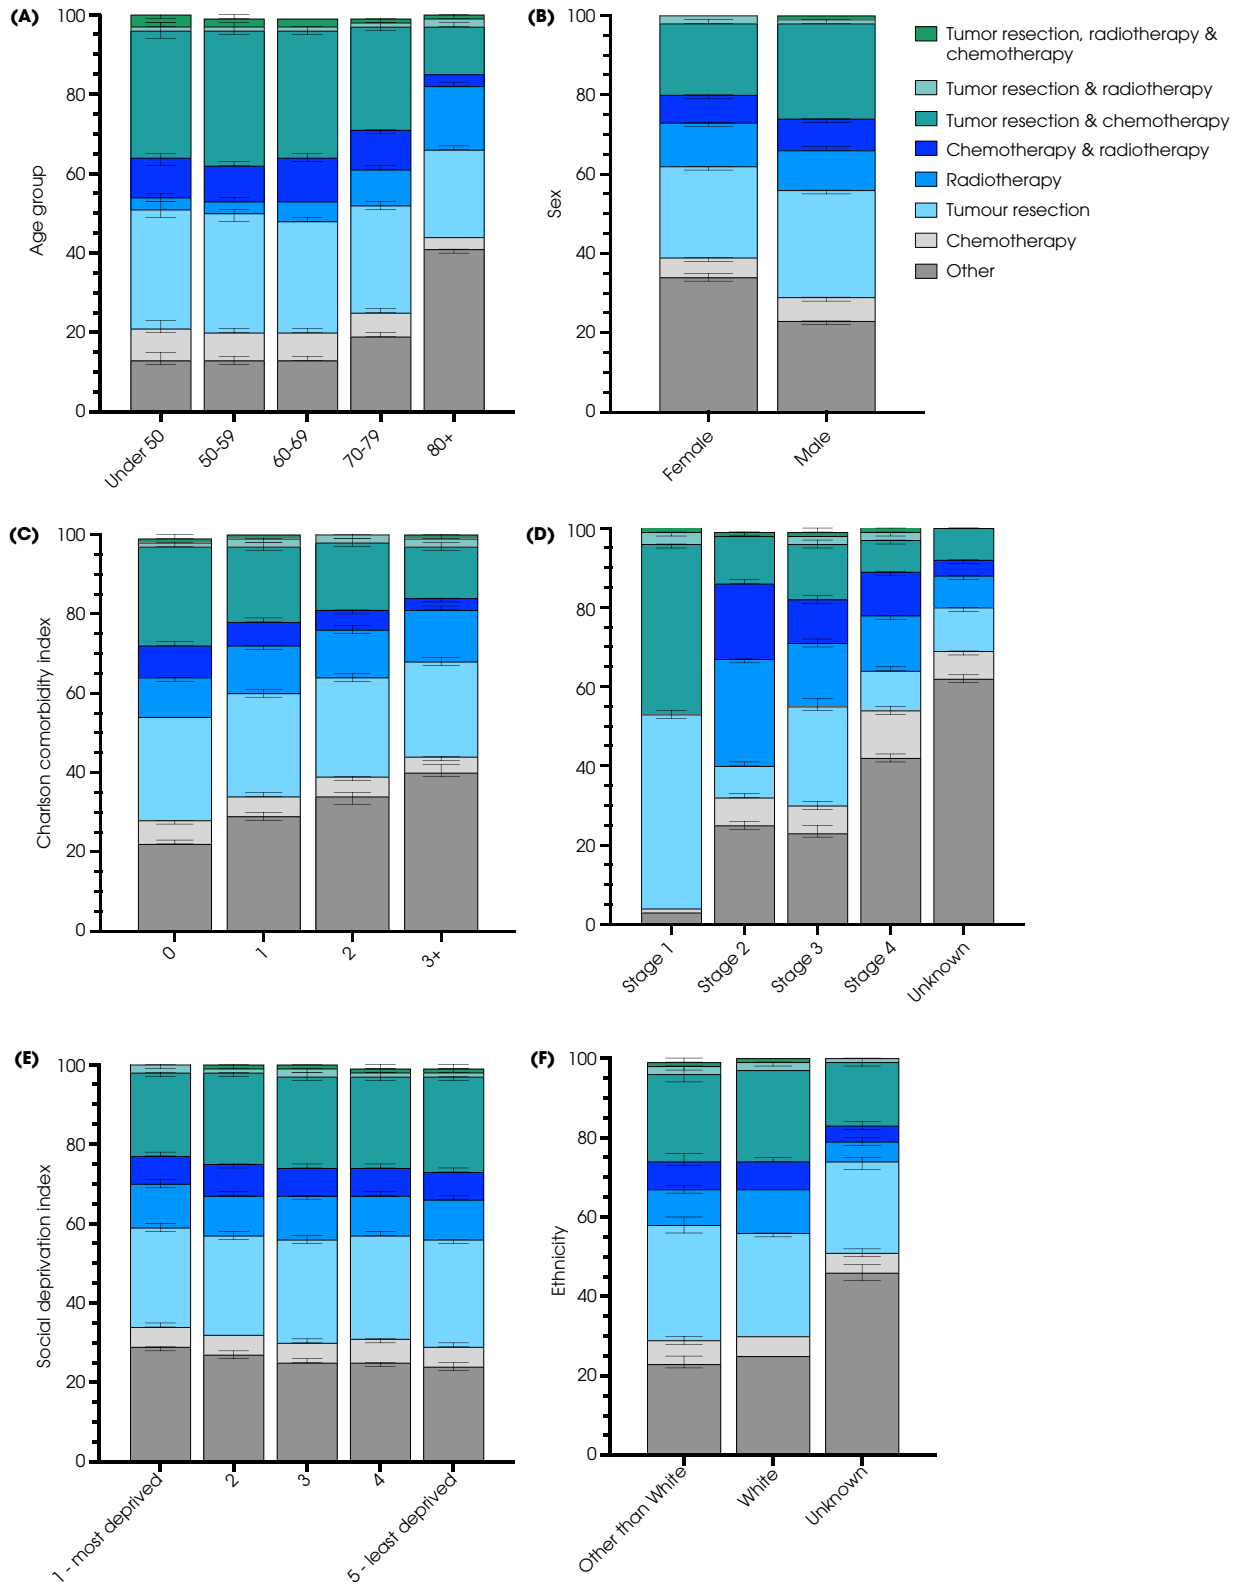 (A)
Age group
100
80
60
40
20
0
Under 50
50-59
60-69
70-79
80+
(B)
Sex
100
80
60
40
20
0
Female
Male
Tumor resection, radiotherapy &
chemotherapy
Tumor resection & radiotherapy
Tumor resection & chemotherapy
Chemotherapy & radiotherapy
Radiotherapy
Tumour resection
Chemotherapy
Other
(C)
Charlson comorbidity index
100
80
60
40
20
0
0
1
2
3+
(D)
100
80
60
40
20
0
Stage 1
Stage 2
Stage 3
Stage 4
Unknown
(E)
Social deprivation index
100
80
60
40
20
0
1 - most deprived
2
3
4
5 - least deprived
(F)
Ethnicity
100
80
60
40
20
0
Other than White
White
Unknown